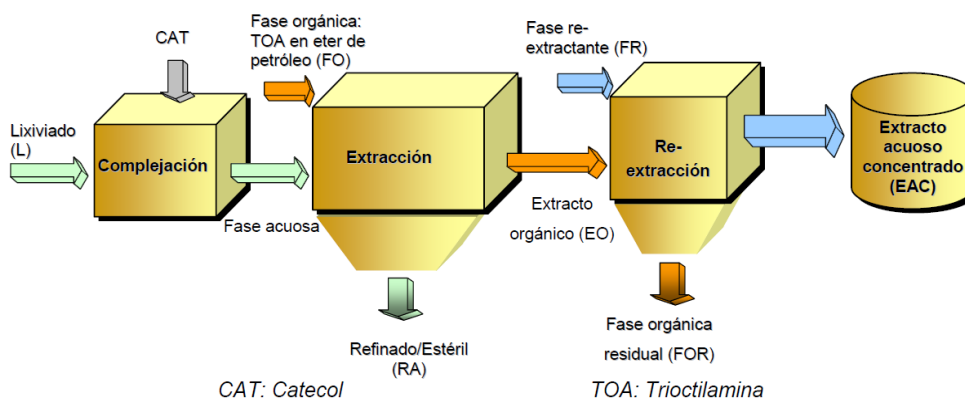 CAT
Lixiviado
(L)
Complejación
Fase acuosa
Fase orgánica:
TOA en eter de
petróleo (FO)
Extracción
Refinado/Estéril
(RA)
Extracto
orgánico (EO)
Fase re-
extractante (FR)
Re-
extracción
Fase orgánica
residual (FOR)
Extracto
acuoso
concentrado
(EAC)
CAT: Catecol
TOA: Trioctilamina